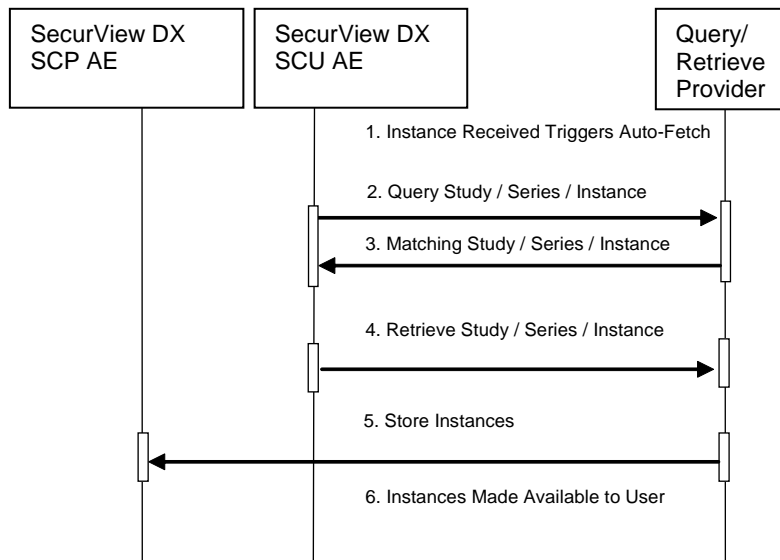 SecurView DX
SCP AE
SecurView DX
SCU AE
Query/
Retrieve
Provider
1. Instance Received Triggers Auto-Fetch
2. Query Study / Series / Instance
3. Matching Study / Series / Instance
4. Retrieve Study / Series / Instance
5. Store Instances
6. Instances Made Available to User